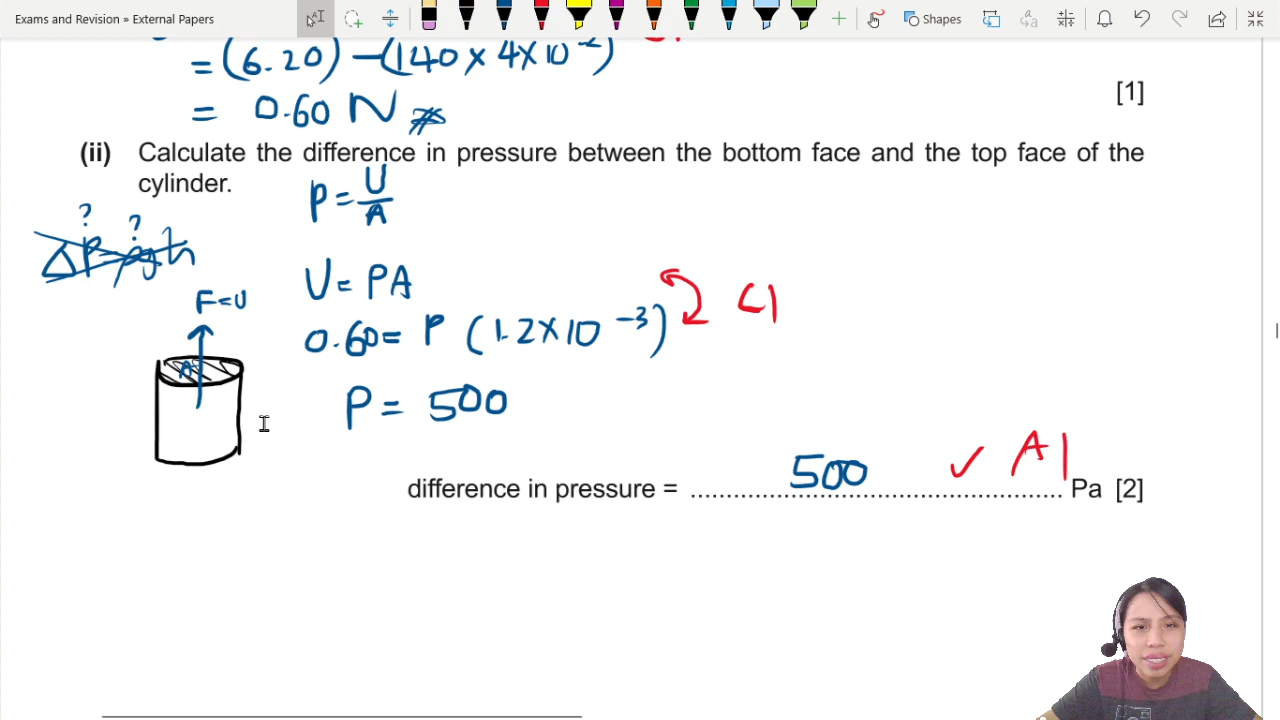 Exams and Revision » External Papers
Shapes
= (6.20) - (140 × 4×10⁻²)
= 0.60 N
[1]
(ii) Calculate the difference in pressure between the bottom face and the top face of the
cylinder.
P = U/A
? ?
ΔP = ρgh
U = PA
F = U
0.60 = P (1.2×10⁻³) C1
A
P = 500
difference in pressure = 500 Pa [2] ✓ A1